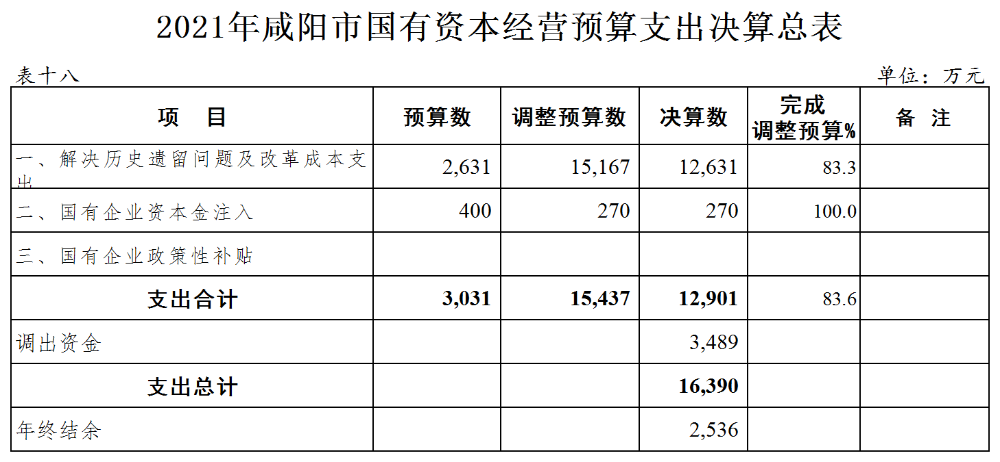 2021年咸阳市国有资本经营预算支出决算总表
表十八 单位：万元
项 目 预算数 调整预算数 决算数 完成调整预算% 备 注
一、解决历史遗留问题及改革成本支出 2,631 15,167 12,631 83.3
二、国有企业资本金注入 400 270 270 100.0
三、国有企业政策性补贴
支出合计 3,031 15,437 12,901 83.6
调出资金 3,489
支出总计 16,390
年终结余 2,536